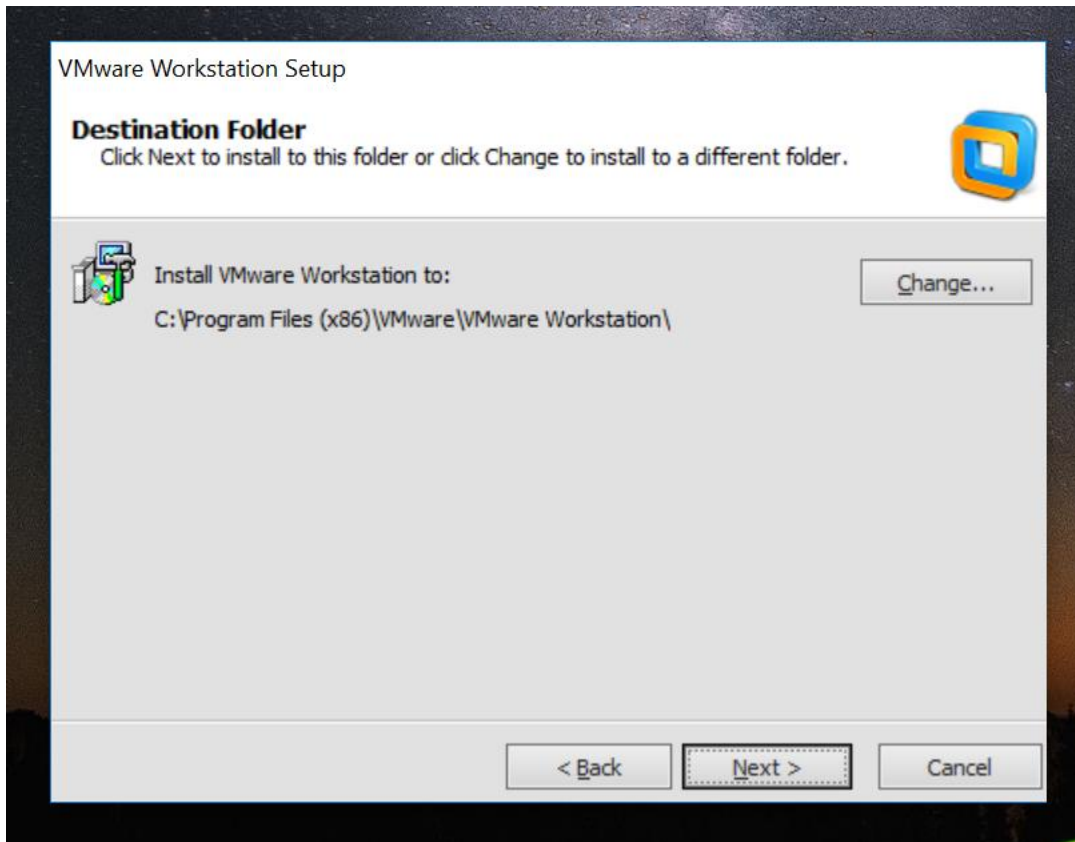 VMware Workstation Setup
Destination Folder
Click Next to install to this folder or click Change to install to a different folder.
Install VMware Workstation to:
Change...
C:\Program Files (x86)\VMware\VMware Workstation\
< Back
Next >
Cancel